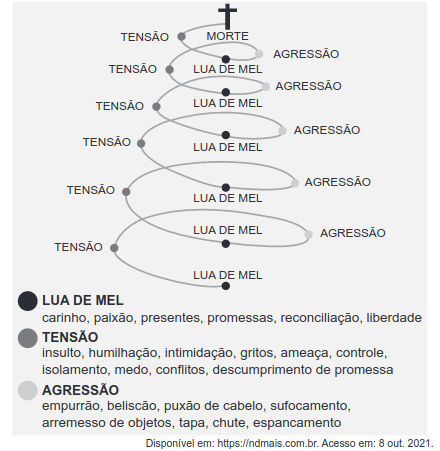 MORTE
TENSÃO
AGRESSÃO
LUA DE MEL
TENSÃO
AGRESSÃO
LUA DE MEL
TENSÃO
AGRESSÃO
LUA DE MEL
TENSÃO
AGRESSÃO
LUA DE MEL
TENSÃO
LUA DE MEL
AGRESSÃO
TENSÃO
LUA DE MEL
LUA DE MEL
carinho, paixão, presentes, promessas, reconciliação, liberdade
TENSÃO
insulto, humilhação, intimidação, gritos, ameaça, controle,
isolamento, medo, conflitos, descumprimento de promessa
AGRESSÃO
empurrão, beliscão, puxão de cabelo, sufocamento,
arremesso de objetos, tapa, chute, espancamento
Disponível em: https://ndmais.com.br. Acesso em: 8 out. 2021.